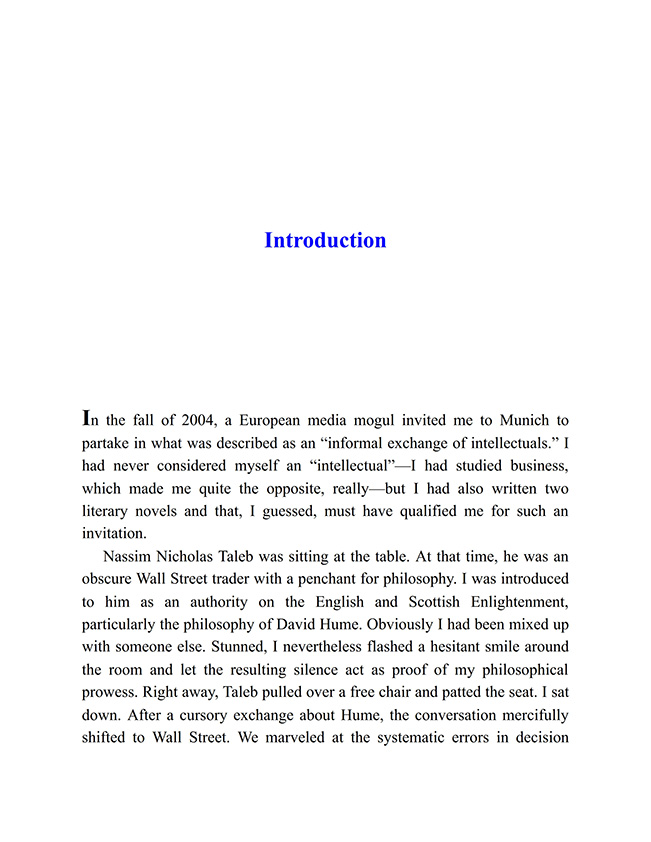 Introduction
In the fall of 2004, a European media mogul invited me to Munich to
partake in what was described as an “informal exchange of intellectuals.” I
had never considered myself an “intellectual”—I had studied business,
which made me quite the opposite, really—but I had also written two
literary novels and that, I guessed, must have qualified me for such an
invitation.
Nassim Nicholas Taleb was sitting at the table. At that time, he was an
obscure Wall Street trader with a penchant for philosophy. I was introduced
to him as an authority on the English and Scottish Enlightenment,
particularly the philosophy of David Hume. Obviously I had been mixed up
with someone else. Stunned, I nevertheless flashed a hesitant smile around
the room and let the resulting silence act as proof of my philosophical
prowess. Right away, Taleb pulled over a free chair and patted the seat. I sat
down. After a cursory exchange about Hume, the conversation mercifully
shifted to Wall Street. We marveled at the systematic errors in decision